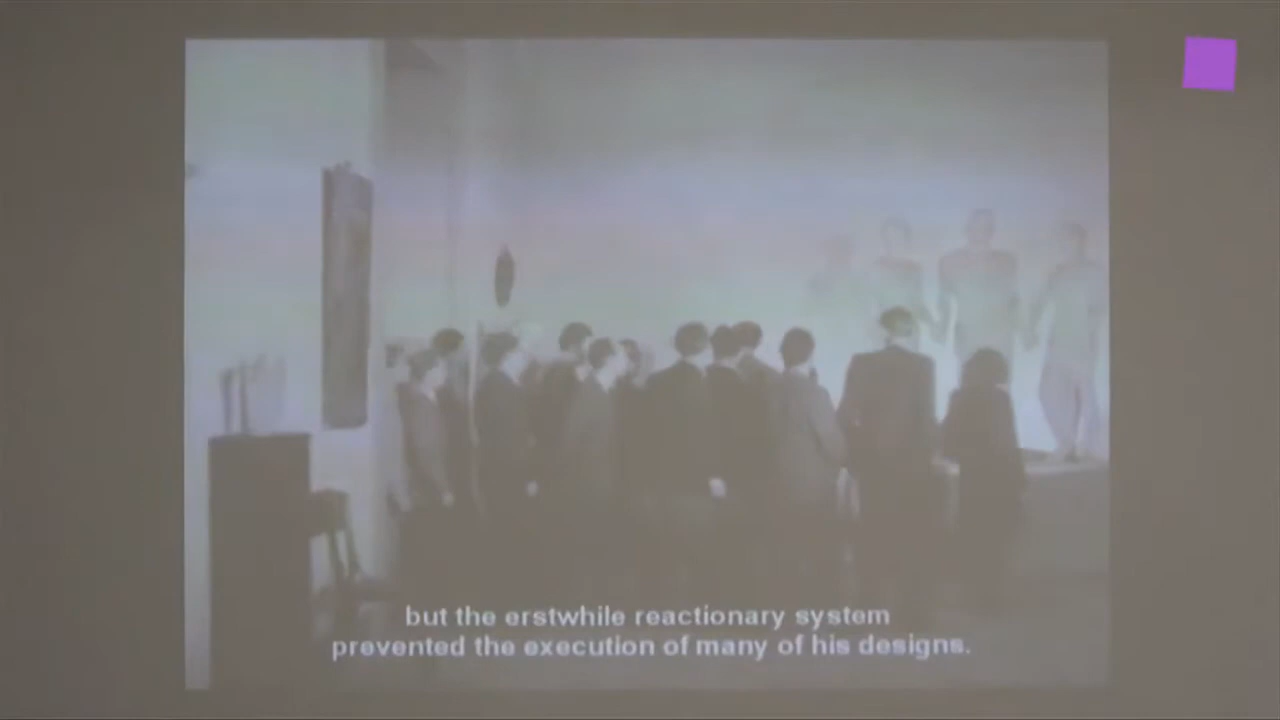 but the erstwhile reactionary system
prevented the execution of many of his designs.